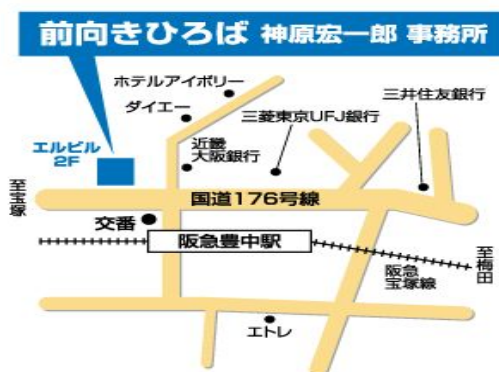 前向きひろば 神原宏一郎 事務所
ホテルアイボリー
ダイエー
三井住友銀行
三菱東京UFJ銀行
エルビル
2F
近畿
大阪銀行
至宝塚
国道176号線
交番
阪急豊中駅
至梅田
阪急
宝塚線
エトレ